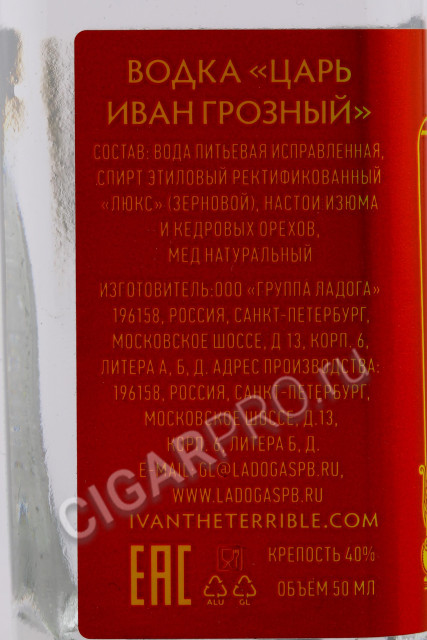 ВОДКА «ЦАРЬ
ИВАН ГРОЗНЫЙ»
СОСТАВ: ВОДА ПИТЬЕВАЯ ИСПРАВЛЕННАЯ,
СПИРТ ЭТИЛОВЫЙ РЕКТИФИКОВАННЫЙ
«ЛЮКС» (ЗЕРНОВОЙ), НАСТОИ ИЗЮМА
И КЕДРОВЫХ ОРЕХОВ,
МЕД НАТУРАЛЬНЫЙ
ИЗГОТОВИТЕЛЬ:ООО «ГРУППА ЛАДОГА»
196158, РОССИЯ, САНКТ-ПЕТЕРБУРГ,
МОСКОВСКОЕ ШОССЕ, Д 13, КОРП. 6,
ЛИТЕРА А, Б, Д. АДРЕС ПРОИЗВОДСТВА:
196158, РОССИЯ, САНКТ-ПЕТЕРБУРГ,
МОСКОВСКОЕ ШОССЕ, Д.13,
КОРП. 6, ЛИТЕРА Б, Д.
E-MAIL: GL@LADOGASPB.RU,
WWW.LADOGASPB.RU
IVANTHETERRIBLE.COM
EAC
КРЕПОСТЬ 40%
ALU GL
ОБЪЁМ 50 МЛ
CIGARPRO.ru